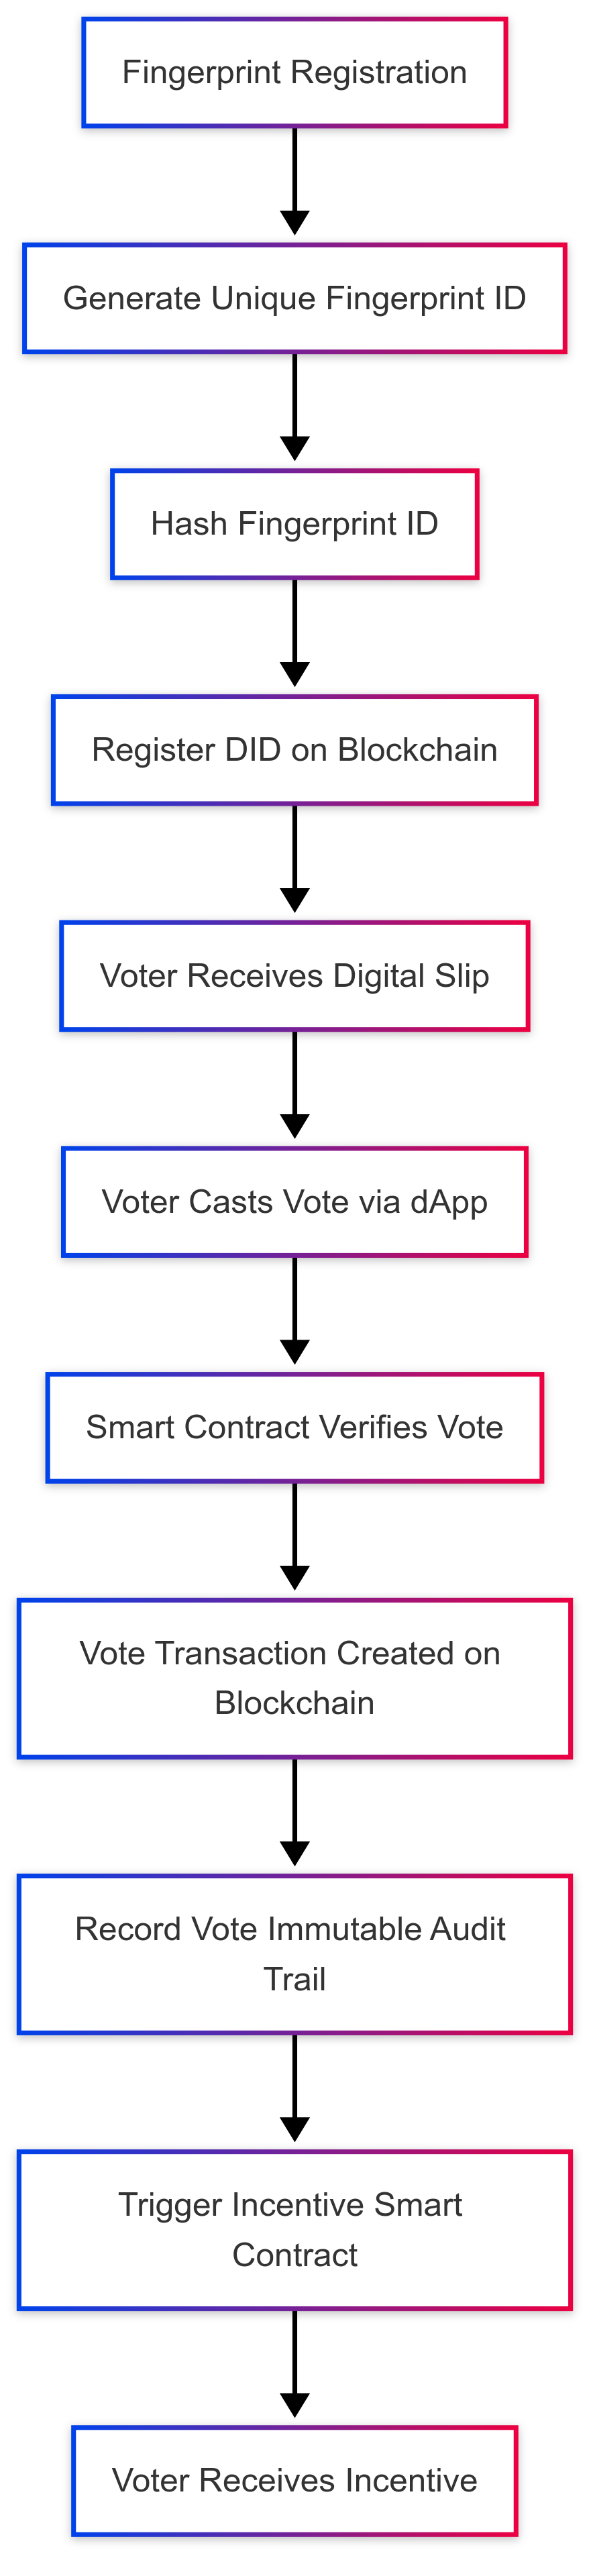 Fingerprint Registration
Generate Unique Fingerprint ID
Hash Fingerprint ID
Register DID on Blockchain
Voter Receives Digital Slip
Voter Casts Vote via dApp
Smart Contract Verifies Vote
Vote Transaction Created on
Blockchain
Record Vote Immutable Audit
Trail
Trigger Incentive Smart
Contract
Voter Receives Incentive